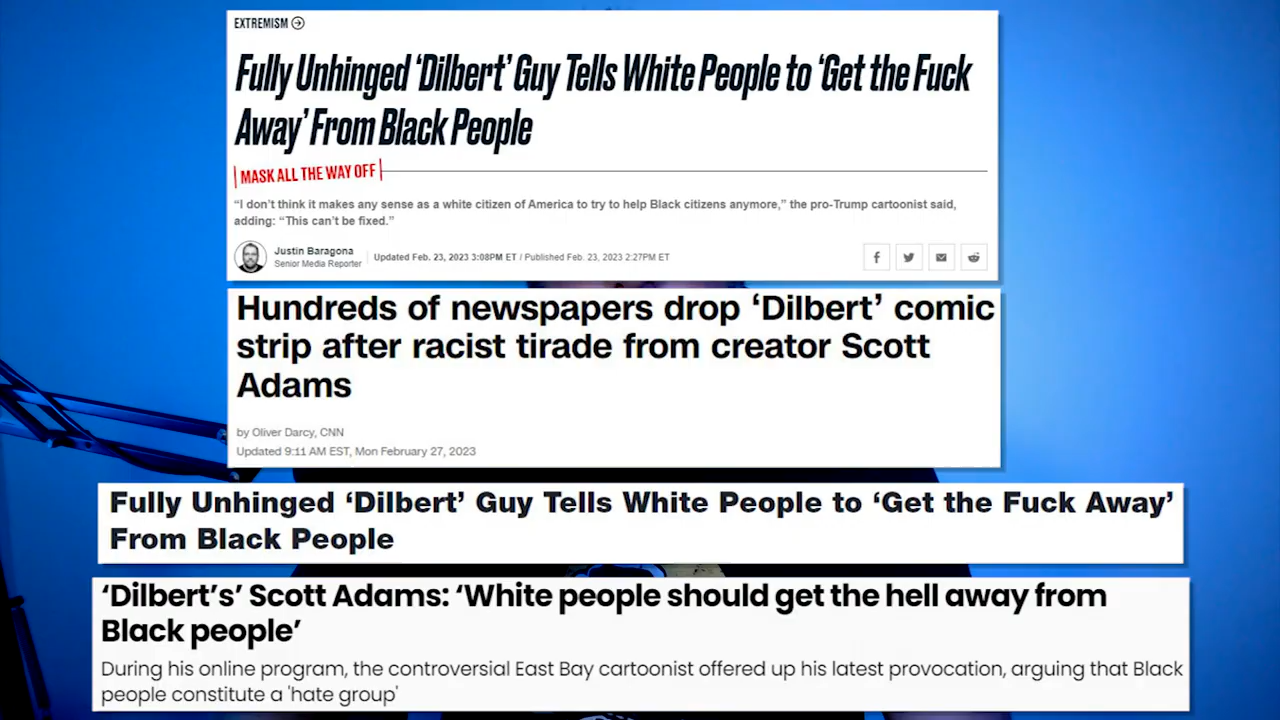 EXTREMISM
Fully Unhinged ‘Dilbert’ Guy Tells White People to ‘Get the Fuck
Away’ From Black People
MASK ALL THE WAY OFF
“I don’t think it makes any sense as a white citizen of America to try to help Black citizens anymore,” the pro-Trump cartoonist said,
adding: “This can’t be fixed.”
Justin Baragona
Senior Media Reporter
Updated Feb. 23, 2023 3:08PM ET / Published Feb. 23, 2023 2:27PM ET
Hundreds of newspapers drop ‘Dilbert’ comic
strip after racist tirade from creator Scott
Adams
by Oliver Darcy, CNN
Updated 9:11 AM EST, Mon February 27, 2023
Fully Unhinged ‘Dilbert’ Guy Tells White People to ‘Get the Fuck Away’
From Black People
‘Dilbert’s’ Scott Adams: ‘White people should get the hell away from
Black people’
During his online program, the controversial East Bay cartoonist offered up his latest provocation, arguing that Black
people constitute a 'hate group'